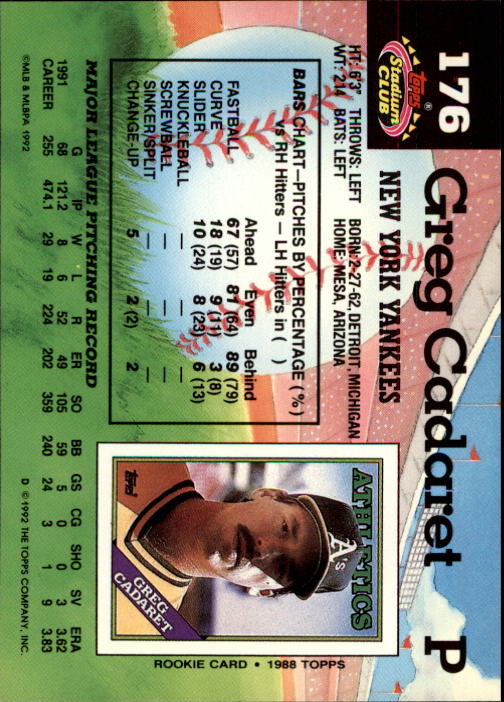 176
Topps®
Stadium
CLUB™
Greg Cadaret P
NEW YORK YANKEES
HT: 6'3" THROWS: LEFT BORN: 2-27-62, DETROIT, MICHIGAN
WT: 214 BATS: LEFT HOME: MESA, ARIZONA
BARS CHART—PITCHES BY PERCENTAGE (%)
vs RH Hitters – LH Hitters in ( )
Ahead Even Behind
FASTBALL 67 (57) 81 (64) 89 (79)
CURVE 18 (19) 9 (11) 3 (8)
SLIDER 10 (24) 8 (23) 6 (13)
KNUCKLEBALL — — —
SCREWBALL — — —
SINKER/SPLIT — — —
CHANGE-UP 5 2 (2) 2
ATHLETICS
A's
Topps
GREG
CADARET
ROOKIE CARD • 1988 TOPPS
MAJOR LEAGUE PITCHING RECORD
G IP W L R ER SO BB GS CG SHO SV ERA
1991 68 121.2 8 6 52 49 105 59 5 0 0 3 3.62
CAREER 255 474.1 29 19 224 202 359 240 24 3 1 9 3.83
©MLB & MLBPA 1992
D © 1992 THE TOPPS COMPANY, INC.